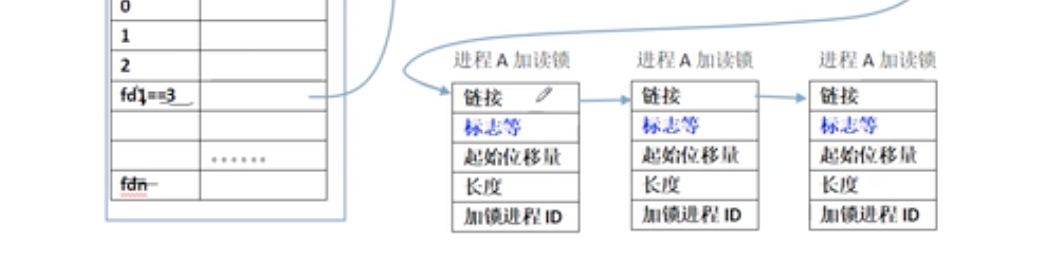 0
1
2
fd1==3
......
fdn
进程 A 加读锁
链接
标志等
起始位移量
长度
加锁进程 ID
进程 A 加读锁
链接
标志等
起始位移量
长度
加锁进程 ID
进程 A 加读锁
链接
标志等
起始位移量
长度
加锁进程 ID